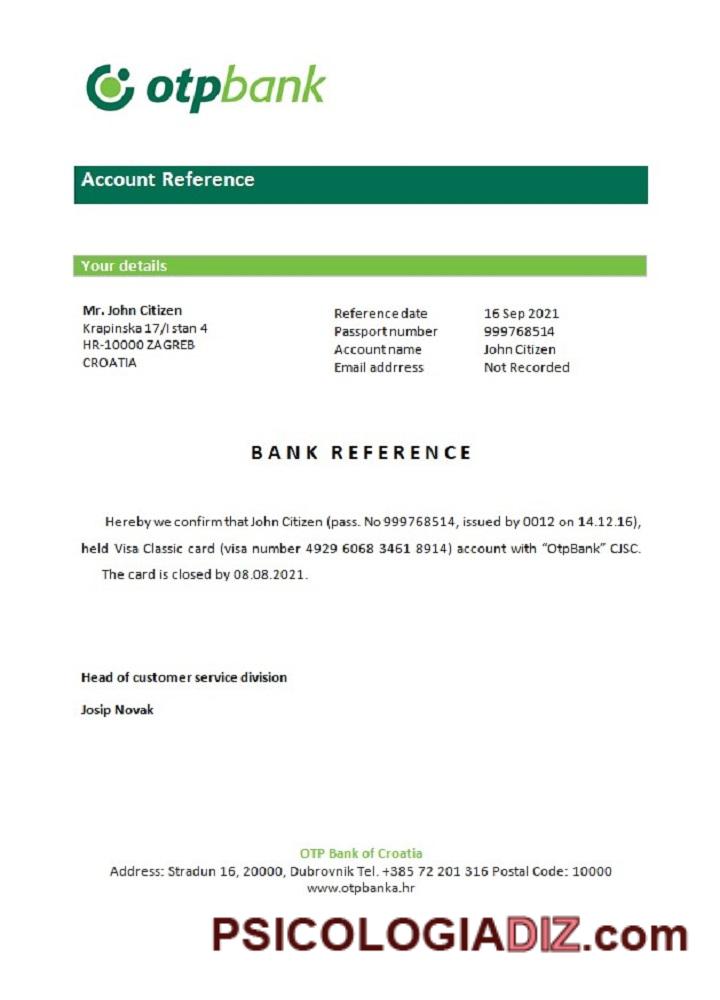 otpbank
Account Reference
Your details
Mr. John Citizen
Krapinska 17/I stan 4
HR-10000 ZAGREB
CROATIA
Reference date 16 Sep 2021
Passport number 999768514
Account name John Citizen
Email addrress Not Recorded
BANK REFERENCE
Hereby we confirm that John Citizen (pass. No 999768514, issued by 0012 on 14.12.16),
held Visa Classic card (visa number 4929 6068 3461 8914) account with “OtpBank” CJSC.
The card is closed by 08.08.2021.
Head of customer service division
Josip Novak
OTP Bank of Croatia
Address: Stradun 16, 20000, Dubrovnik Tel. +385 72 201 316 Postal Code: 10000
www.otpbanka.hr
PSICOLOGIADIZ.com